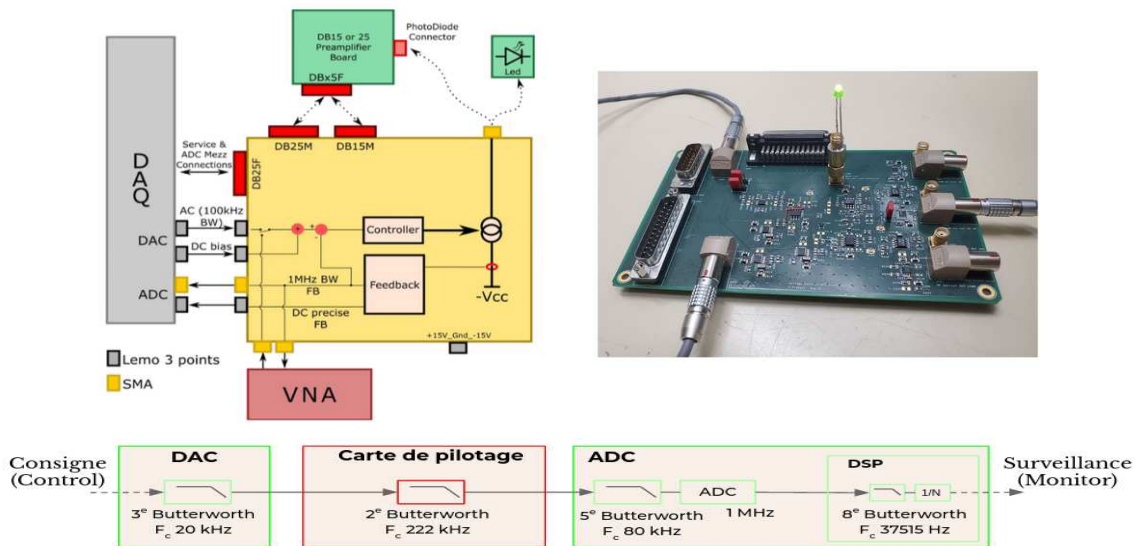 PhotoDiode
Connector
DB15 or 25
Preamplifier
Board
DBx5F
Led
DB25M
DB15M
Service &
ADC Mezz
Connections
DB25F
DAQ
AC (100kHz
BW)
DAC
DC bias
ADC
+
-
Controller
1MHz BW
FB
Feedback
DC precise
FB
-Vcc
+15V_Gnd_-15V
Lemo 3 points
SMA
VNA
Consigne
(Control)
DAC
3e Butterworth
Fc 20 kHz
Carte de pilotage
2e Butterworth
Fc 222 kHz
ADC
5e Butterworth
Fc 80 kHz
ADC
1 MHz
DSP
1/N
8e Butterworth
Fc 37515 Hz
Surveillance
(Monitor)